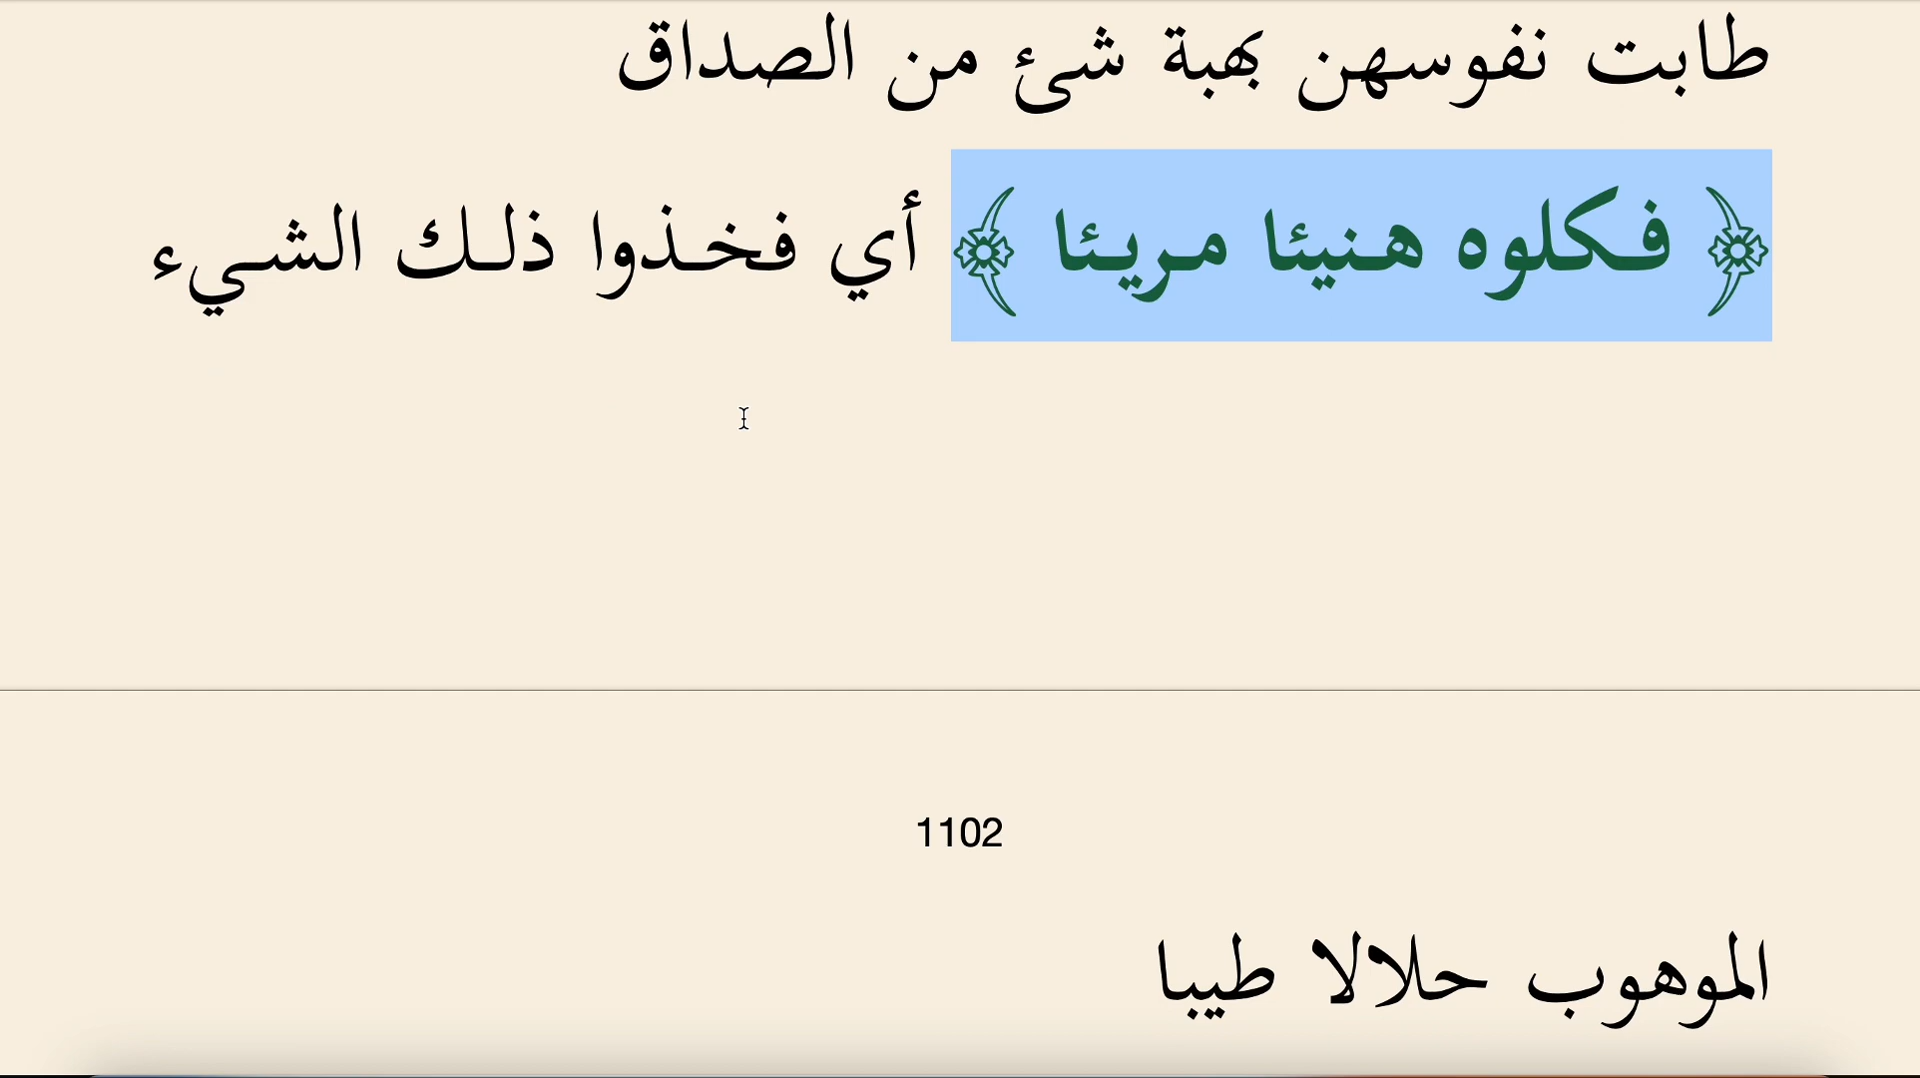 طابت نفوسهن بهبة شئ من الصداق
﴿ فكلوه هنيئا مريئا ﴾ أي فخذوا ذلك الشيء
1102
الموهوب حلالا طيبا